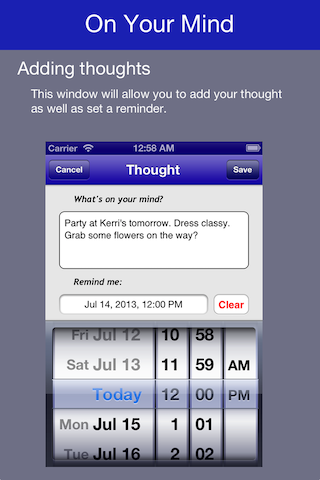 On Your Mind
Adding thoughts
This window will allow you to add your thought
as well as set a reminder.
Carrier 12:58 AM
Cancel Thought Save
What's on your mind?
Party at Kerri's tomorrow. Dress classy.
Grab some flowers on the way?
Remind me:
Jul 14, 2013, 12:00 PM Clear
Fri Jul 12 10 58
Sat Jul 13 11 59 AM
Today 12 00 PM
Mon Jul 15 1 01
Tue Jul 16 2 02